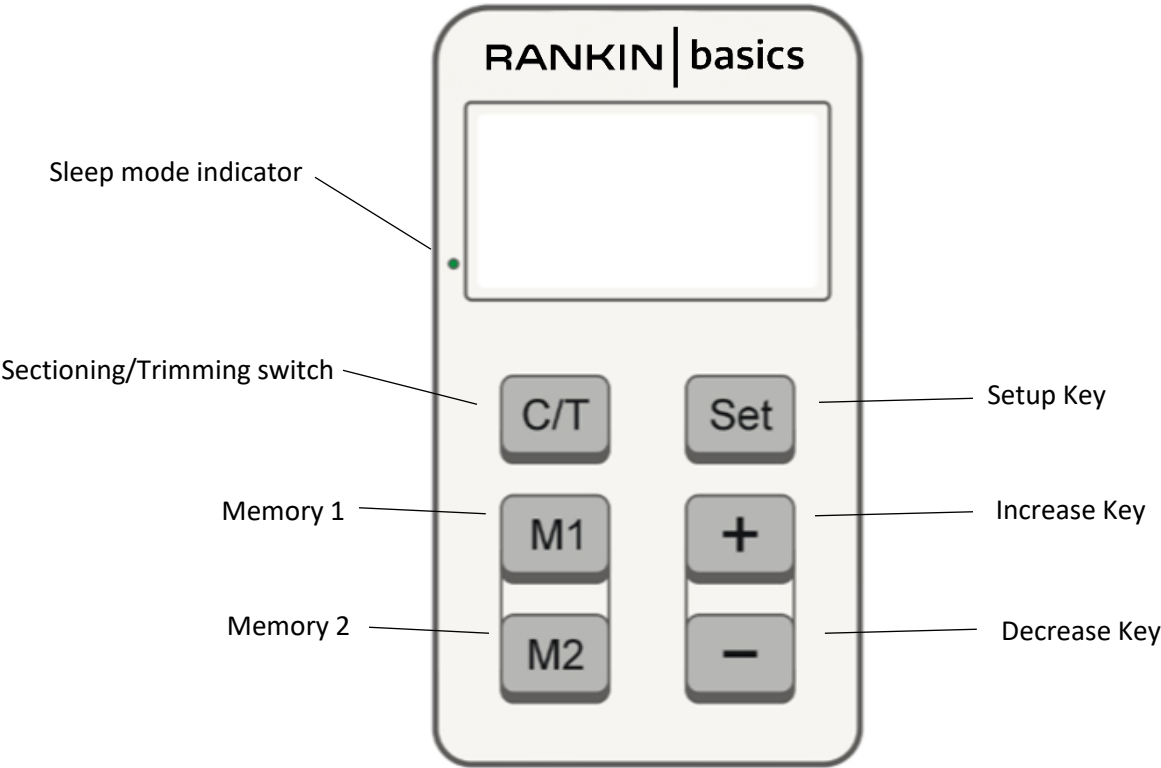 RANKIN basics
Sleep mode indicator
Sectioning/Trimming switch
C/T
Set
Setup Key
Memory 1
M1
+
Increase Key
Memory 2
M2
−
Decrease Key